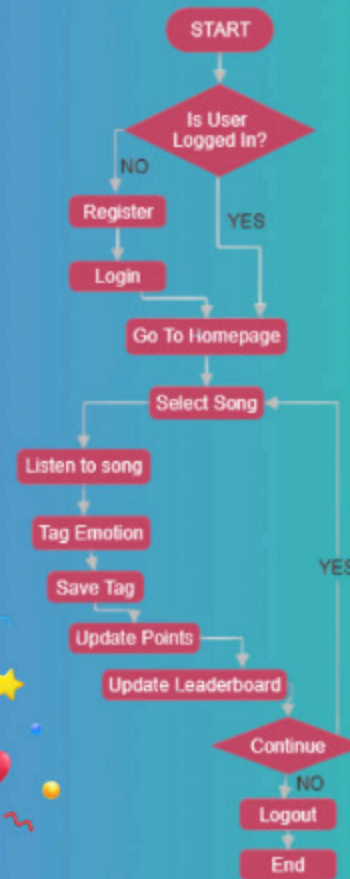 START
Is User
Logged In?
NO
YES
Register
Login
Go To Homepage
Select Song
Listen to song
Tag Emotion
YES
Save Tag
Update Points
Update Leaderboard
Continue
NO
Logout
End